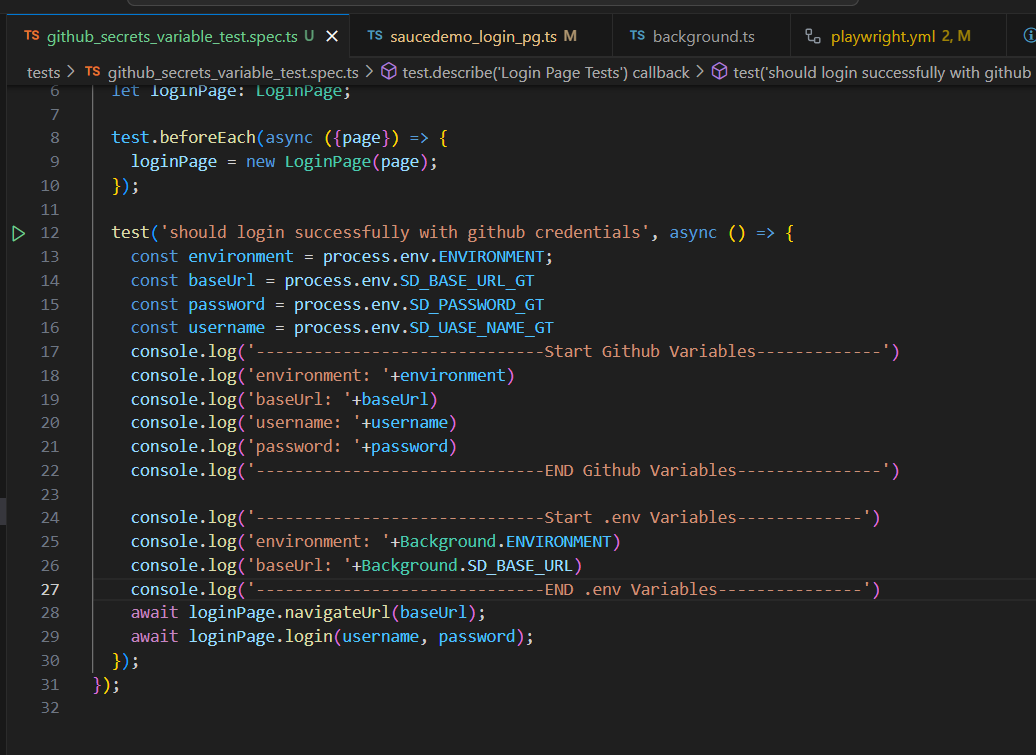 TS github_secrets_variable_test.spec.ts U TS saucedemo_login_pg.ts M TS background.ts playwright.yml 2, M
tests > TS github_secrets_variable_test.spec.ts > test.describe('Login Page Tests') callback > test('should login successfully with github
6 let loginPage: LoginPage;
7
8 test.beforeEach(async ({page}) => {
9 loginPage = new LoginPage(page);
10 });
11
12 test('should login successfully with github credentials', async () => {
13 const environment = process.env.ENVIRONMENT;
14 const baseUrl = process.env.SD_BASE_URL_GT
15 const password = process.env.SD_PASSWORD_GT
16 const username = process.env.SD_UASE_NAME_GT
17 console.log('------------------------------Start Github Variables-------------')
18 console.log('environment: '+environment)
19 console.log('baseUrl: '+baseUrl)
20 console.log('username: '+username)
21 console.log('password: '+password)
22 console.log('------------------------------END Github Variables---------------')
23
24 console.log('------------------------------Start .env Variables-------------')
25 console.log('environment: '+Background.ENVIRONMENT)
26 console.log('baseUrl: '+Background.SD_BASE_URL)
27 console.log('------------------------------END .env Variables---------------')
28 await loginPage.navigateUrl(baseUrl);
29 await loginPage.login(username, password);
30 });
31 });
32